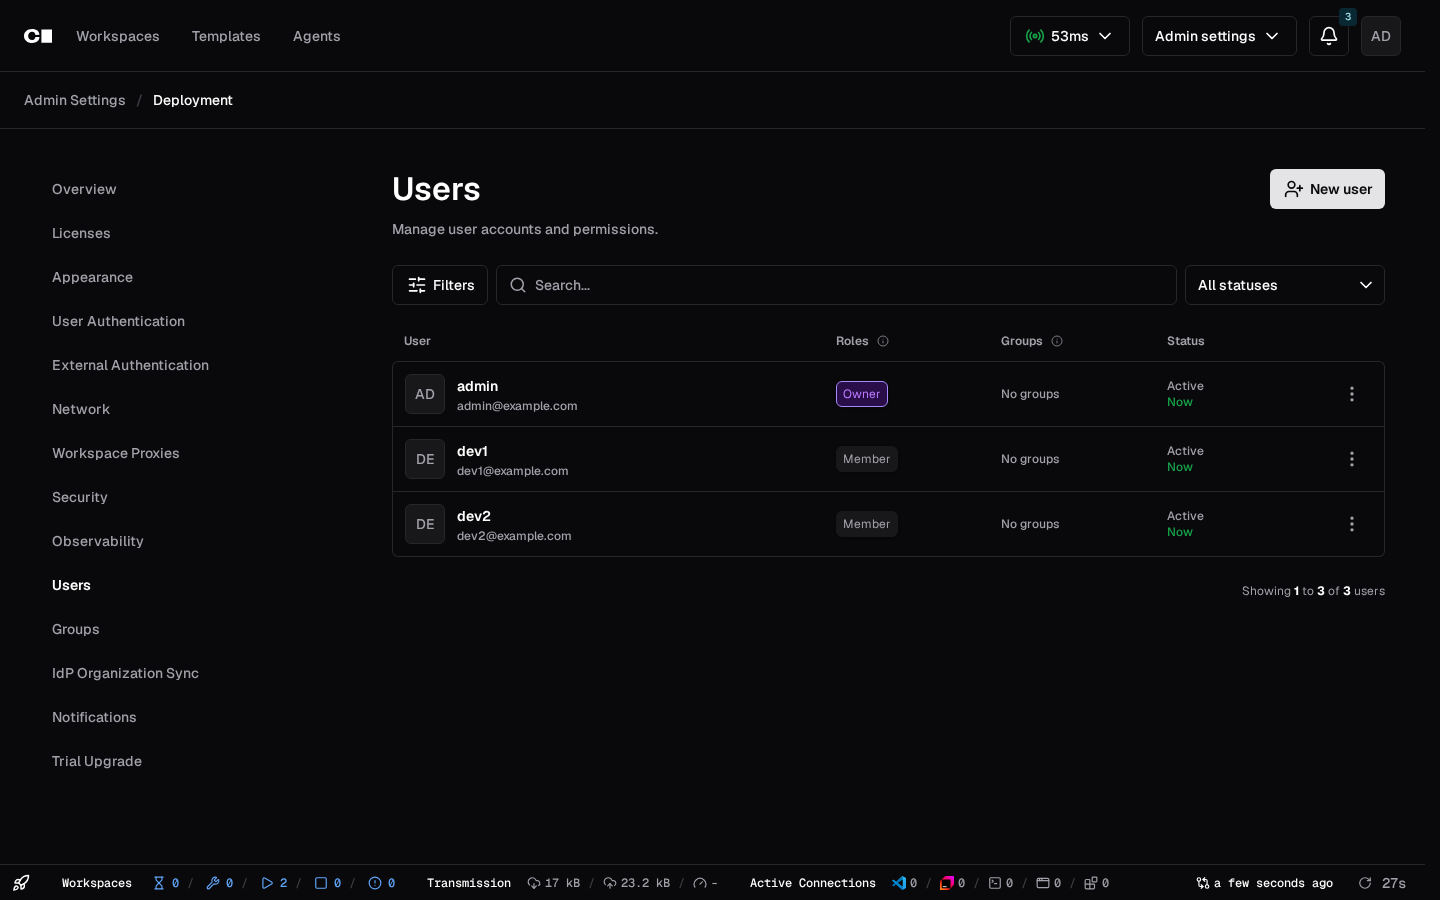 Workspaces Templates Agents 53ms Admin settings 3 AD
Admin Settings / Deployment
Overview
Licenses
Appearance
User Authentication
External Authentication
Network
Workspace Proxies
Security
Observability
Users
Groups
IdP Organization Sync
Notifications
Trial Upgrade
Users
New user
Manage user accounts and permissions.
Filters Search... All statuses
User Roles Groups Status
AD admin Owner No groups Active
admin@example.com Now
DE dev1 Member No groups Active
dev1@example.com Now
DE dev2 Member No groups Active
dev2@example.com Now
Showing 1 to 3 of 3 users
Workspaces 0 / 0 / 2 / 0 / 0 Transmission 17 kB / 23.2 kB / - Active Connections 0 / 0 / 0 / 0 / 0 a few seconds ago 27s